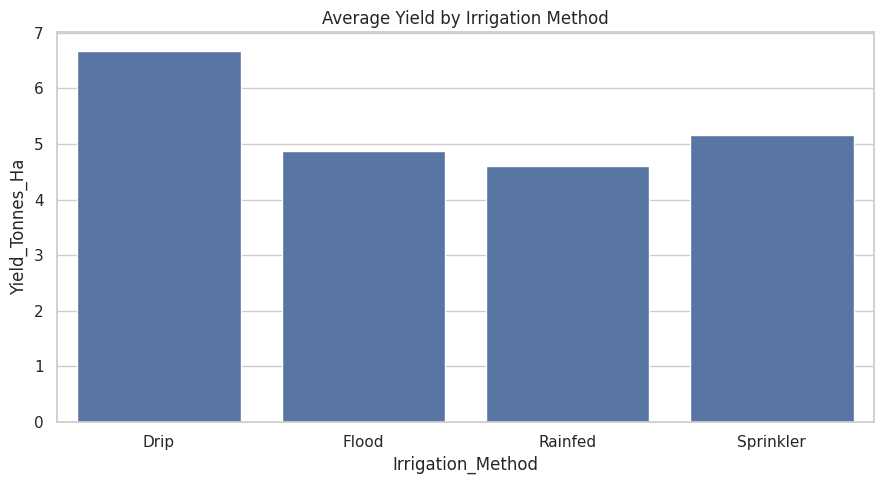 Average Yield by Irrigation Method
Yield_Tonnes_Ha
7
6
5
4
3
2
1
0
Drip Flood Rainfed Sprinkler
Irrigation_Method